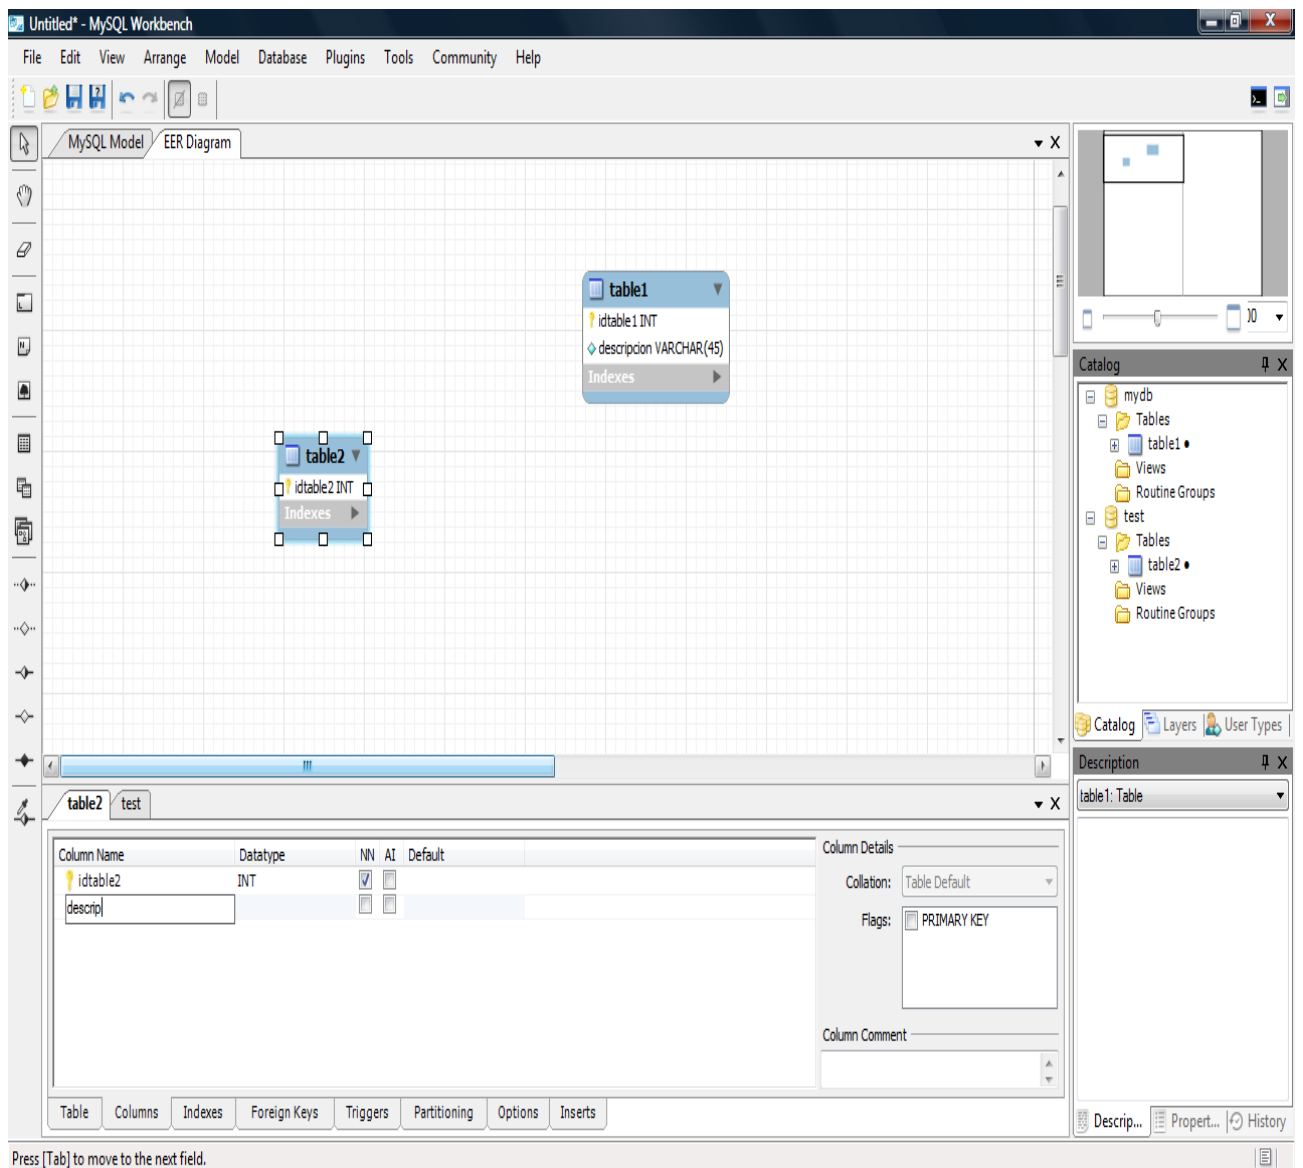 Untitled* - MySQL Workbench
File Edit View Arrange Model Database Plugins Tools Community Help
MySQL Model EER Diagram
table1
idtable1 INT
descripcion VARCHAR(45)
Indexes
table2
idtable2 INT
Indexes
Catalog
mydb
Tables
table1
Views
Routine Groups
test
Tables
table2
Views
Routine Groups
Catalog Layers User Types
Description
table1: Table
Descrip... Propert... History
table2 test
Column Name Datatype NN AI Default
idtable2 INT
descrip
Column Details
Collation: Table Default
Flags: PRIMARY KEY
Column Comment
Table Columns Indexes Foreign Keys Triggers Partitioning Options Inserts
Press [Tab] to move to the next field.